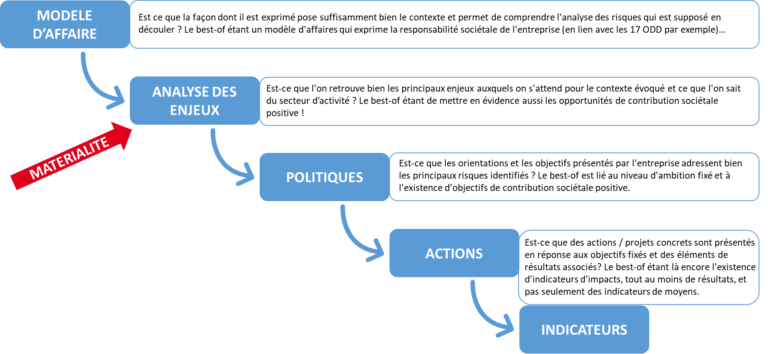 MODELE
D'AFFAIRE
Est ce que la façon dont il est exprimé pose suffisamment bien le contexte et permet de comprendre l'analyse des risques qui est supposé en
découler ? Le best-of étant un modèle d'affaires qui exprime la responsabilité sociétale de l'entreprise (en lien avec les 17 ODD par exemple)…
ANALYSE DES
ENJEUX
Est-ce que l'on retrouve bien les principaux enjeux auxquels on s'attend pour le contexte évoqué et ce que l'on sait
du secteur d'activité ? Le best-of étant de mettre en évidence aussi les opportunités de contribution sociétale
positive !
MATERIALITE
POLITIQUES
Est-ce que les orientations et les objectifs présentés par l'entreprise adressent bien
les principaux risques identifiés ? Le best-of est lié au niveau d'ambition fixé et à
l'existence d'objectifs de contribution sociétale positive.
ACTIONS
Est-ce que des actions / projets concrets sont présentés
en réponse aux objectifs fixés et des éléments de
résultats associés? Le best-of étant là encore l'existence
d'indicateurs d'impacts, tout au moins de résultats, et
pas seulement des indicateurs de moyens.
INDICATEURS